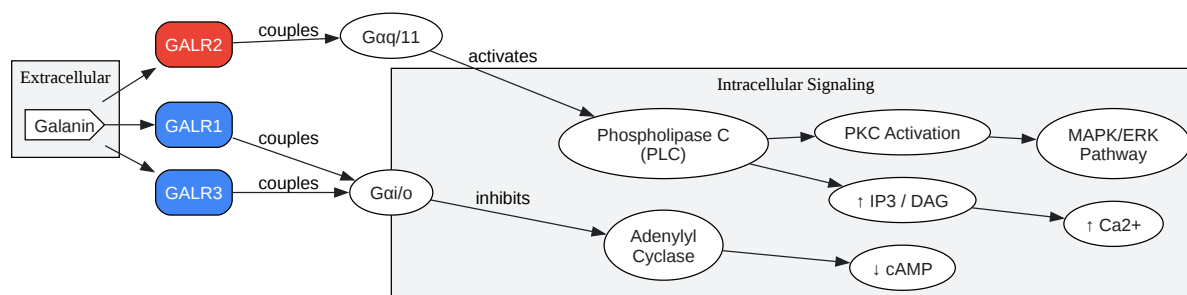 GALR2
couples
Gαq/11
activates
Extracellular
Galanin
GALR1
couples
GALR3
couples
Gαi/o
inhibits
Intracellular Signaling
Phospholipase C
(PLC)
PKC Activation
MAPK/ERK
Pathway
↑ IP3 / DAG
↑ Ca2+
Adenylyl
Cyclase
↓ cAMP